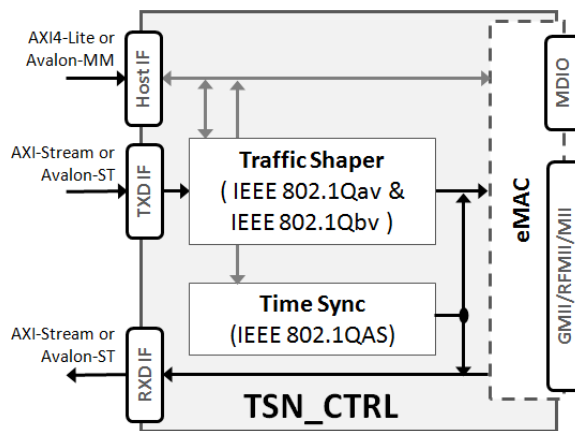 AXI4-Lite or
Avalon-MM
Host IF
MDIO
AXI-Stream or
Avalon-ST
TXD IF
Traffic Shaper
( IEEE 802.1Qav &
IEEE 802.1Qbv )
eMAC
GMII/RFMII/MII
Time Sync
(IEEE 802.1QAS)
AXI-Stream or
Avalon-ST
RXD IF
TSN_CTRL